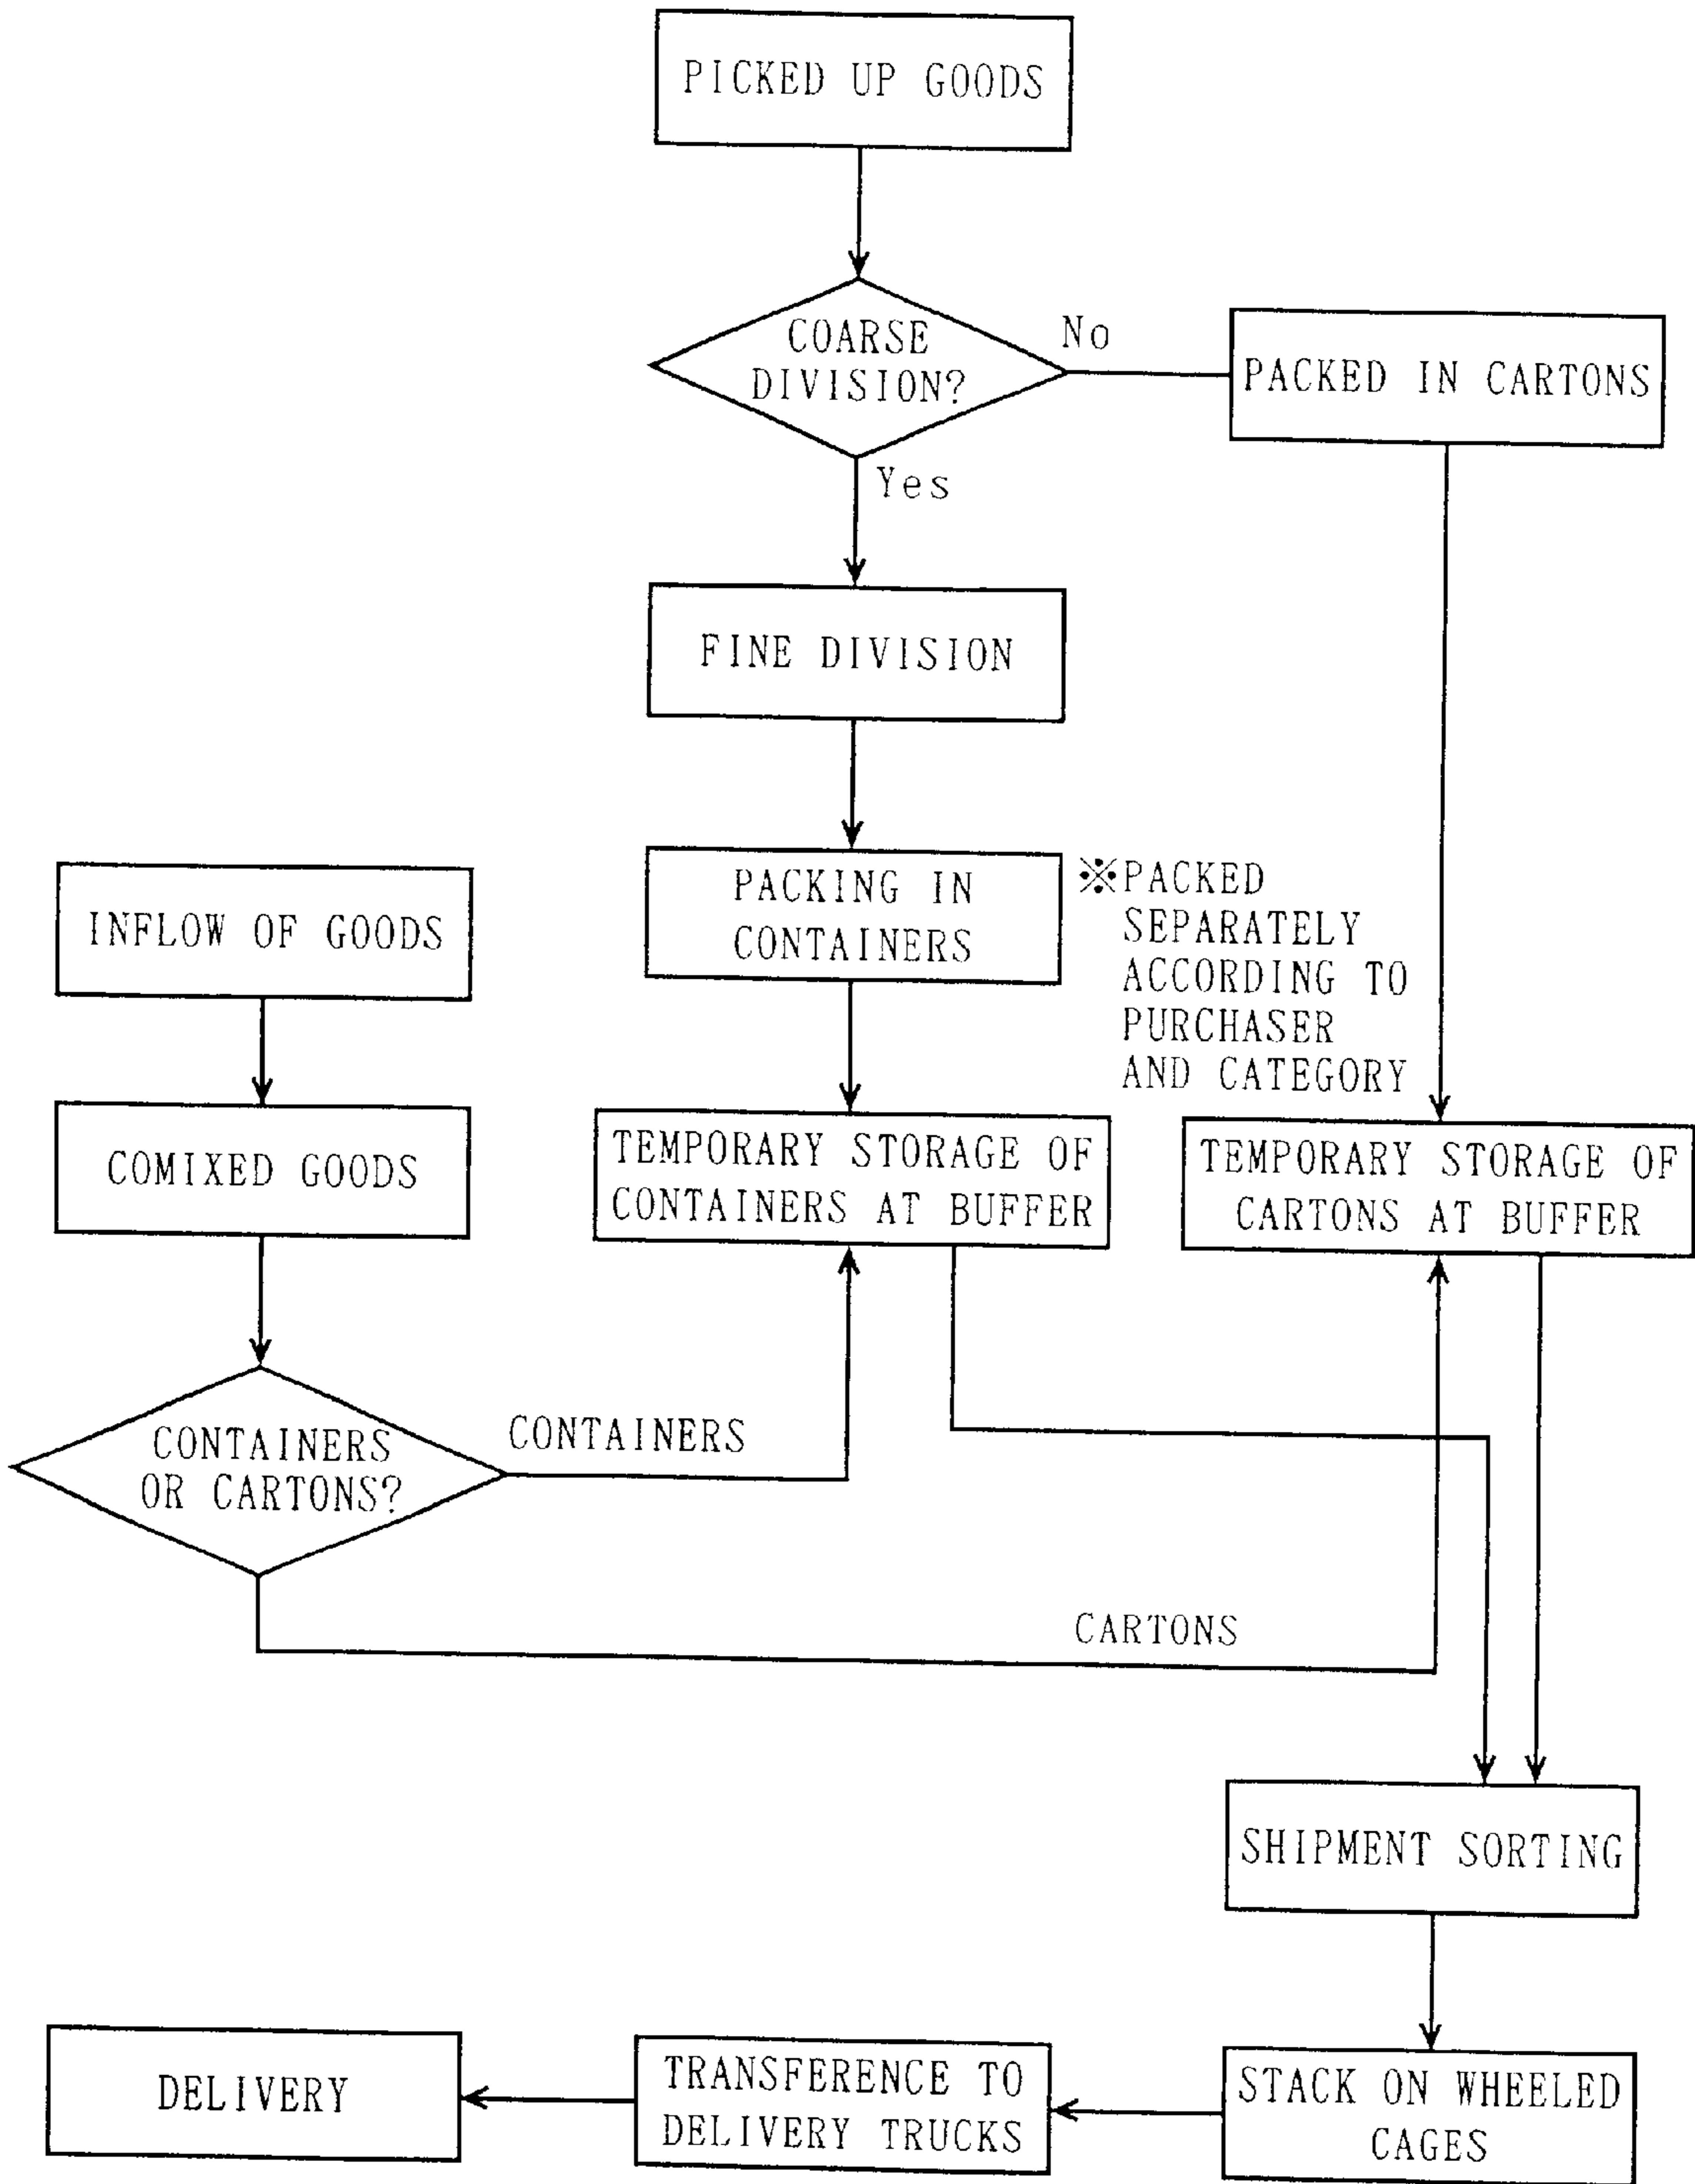 PICKED UP GOODS
COARSE
DIVISION?
No
PACKED IN CARTONS
Yes
FINE DIVISION
PACKING IN
CONTAINERS
※PACKED
SEPARATELY
ACCORDING TO
PURCHASER
AND CATEGORY
INFLOW OF GOODS
COMIXED GOODS
TEMPORARY STORAGE OF
CONTAINERS AT BUFFER
TEMPORARY STORAGE OF
CARTONS AT BUFFER
CONTAINERS
OR CARTONS?
CONTAINERS
CARTONS
SHIPMENT SORTING
STACK ON WHEELED
CAGES
TRANSFERENCE TO
DELIVERY TRUCKS
DELIVERY